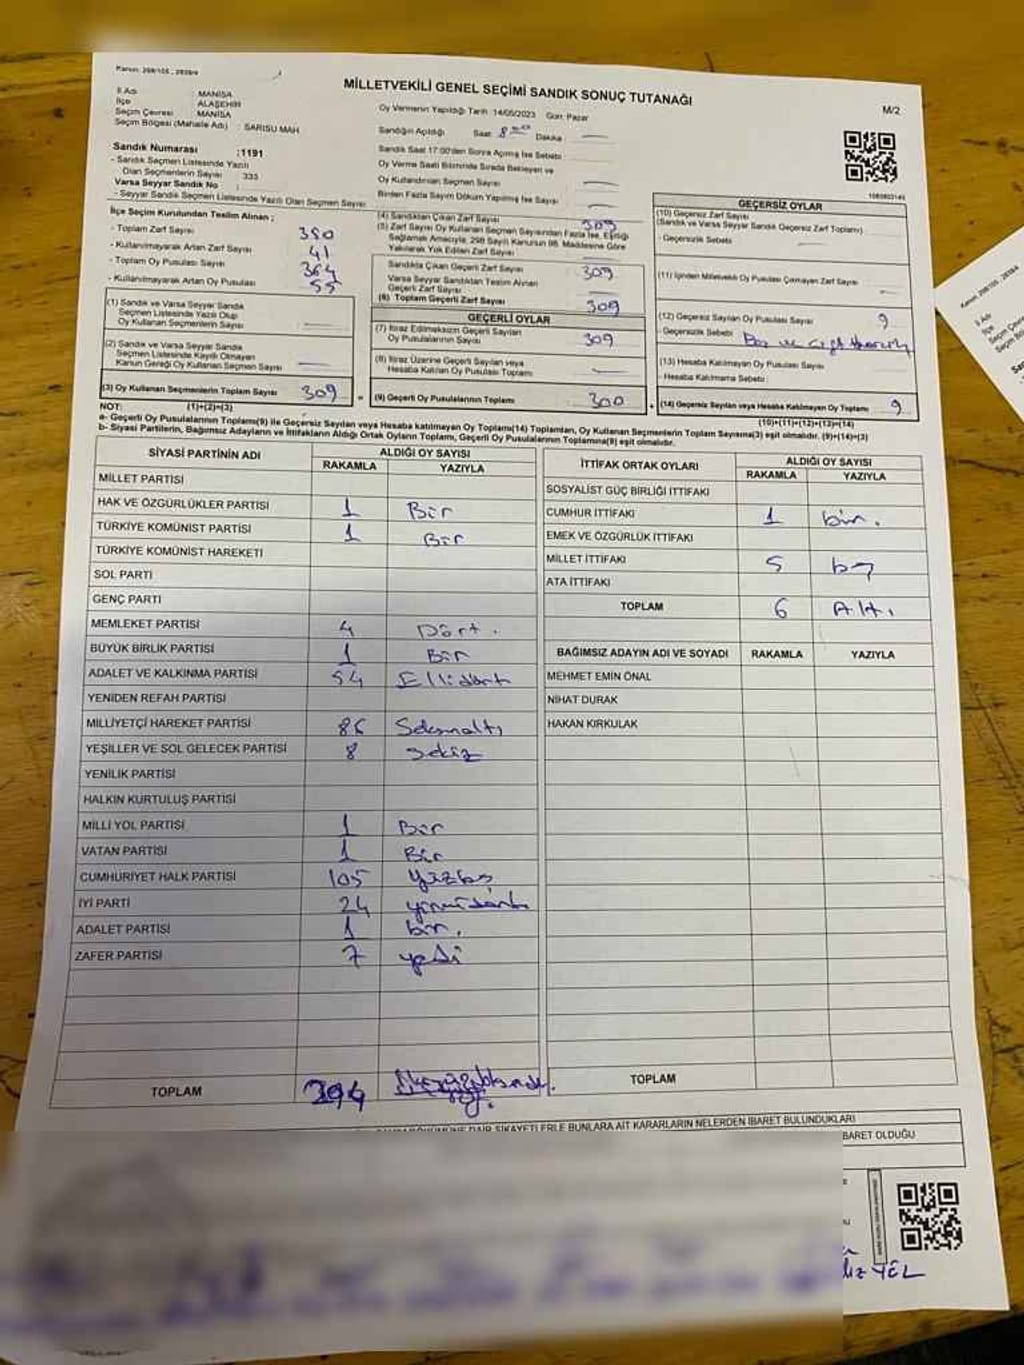 Kanun: 298/105, 2839/4
MİLLETVEKİLİ GENEL SEÇİMİ SANDIK SONUÇ TUTANAĞI
M/2
İl Adı : MANİSA
İlçe : ALAŞEHİR
Seçim Çevresi : MANİSA
Seçim Bölgesi (Mahalle Adı) : SARISU MAH
Sandık Numarası :1191
- Sandık Seçmen Listesinde Yazılı
Olan Seçmenlerin Sayısı 335
Varsa Seyyar Sandık No :
- Seyyar Sandık Seçmen Listesinde Yazılı Olan Seçmen Sayısı
Oy Vermenin Yapıldığı Tarih: 14/05/2023 Gün: Pazar
Sandığın Açıldığı Saat 8 Dakika
Sandık Saat 17:00'den Sonra Açılmış İse Sebebi
Oy Verme Saati Bitiminde Sırada Bekleyen ve
Oy Kullandırılan Seçmen Sayısı
Birden Fazla Sayım Döküm Yapılmış İse Sayısı
İlçe Seçim Kurulundan Teslim Alınan ;
- Toplam Zarf Sayısı 350
- Kullanılmayarak Artan Zarf Sayısı 41
- Toplam Oy Pusulası Sayısı 364
- Kullanılmayarak Artan Oy Pusulası 55
(1) Sandık ve Varsa Seyyar Sandık
Seçmen Listesinde Yazılı Olup
Oy Kullanan Seçmenlerin Sayısı
(2) Sandık ve Varsa Seyyar Sandık
Seçmen Listesinde Kayıtlı Olmayan
Kanun Gereği Oy Kullanan Seçmen Sayısı
(3) Oy Kullanan Seçmenlerin Toplam Sayısı 309
(1)+(2)=(3)
(4) Sandıktan Çıkan Zarf Sayısı 309
(5) Zarf Sayısı Oy Kullanan Seçmen Sayısından Fazla İse, Eşitliği
Sağlamak Amacıyla, 298 Sayılı Kanunun 98. Maddesine Göre
Yakılarak Yok Edilen Zarf Sayısı
Sandıkta Çıkan Geçerli Zarf Sayısı 309
Varsa Seyyar Sandıktan Teslim Alınan
Geçerli Zarf Sayısı
(6) Toplam Geçerli Zarf Sayısı 309
GEÇERLİ OYLAR
(7) İtiraz Edilmeksizin Geçerli Sayılan
Oy Pusulasının Sayısı 309
(8) İtiraz Üzerine Geçerli Sayılan veya
Hesaba Katılan Oy Pusulası Toplamı
= (9) Geçerli Oy Pusulalarının Toplamı 300
GEÇERSİZ OYLAR
(10) Geçersiz Zarf Sayısı
(Sandık ve Varsa Seyyar Sandık Geçersiz Zarf Toplamı)
- Geçersizlik Sebebi
(11) İçinden Milletvekili Oy Pusulası Çıkmayan Zarf Sayısı
(12) Geçersiz Sayılan Oy Pusulası Sayısı 9
- Geçersizlik Sebebi Boş ve çift
(13) Hesaba Katılmayan Oy Pusulası Sayısı
- Hesaba Katılmama Sebebi :
+ (14) Geçersiz Sayılan veya Hesaba Katılmayan Oy Toplamı 9
(10)+(11)+(12)+(13)=(14)
NOT:
a- Geçerli Oy Pusulalarının Toplamı(9) ile Geçersiz Sayılan veya Hesaba katılmayan Oy Toplamı(14) Toplamları, Oy Kullanan Seçmenlerin Toplam Sayısına(3) eşit olmalıdır. (9)+(14)=(3)
b- Siyasi Partilerin, Bağımsız Adayların ve İttifakların Aldığı Ortak Oyların Toplamı, Geçerli Oy Pusulalarının Toplamına(9) eşit olmalıdır.
SİYASİ PARTİNİN ADI ALDIĞI OY SAYISI
RAKAMLA YAZIYLA
MİLLET PARTİSİ
HAK VE ÖZGÜRLÜKLER PARTİSİ 1 Bir
TÜRKİYE KOMÜNİST PARTİSİ 1 Bir
TÜRKİYE KOMÜNİST HAREKETİ
SOL PARTİ
GENÇ PARTİ
MEMLEKET PARTİSİ 4 Dört.
BÜYÜK BİRLİK PARTİSİ 1 Bir
ADALET VE KALKINMA PARTİSİ 54 Ellidört
YENİDEN REFAH PARTİSİ
MİLLİYETÇİ HAREKET PARTİSİ 86 Seksenaltı
YEŞİLLER VE SOL GELECEK PARTİSİ 8 sekiz
YENİLİK PARTİSİ
HALKIN KURTULUŞ PARTİSİ
MİLLİ YOL PARTİSİ 1 Bir
VATAN PARTİSİ 1 Bir
CUMHURİYET HALK PARTİSİ 105 yüzbeş
İYİ PARTİ 24 yirmidört
ADALET PARTİSİ 1 bir.
ZAFER PARTİSİ 7 yedi
TOPLAM 294
İTTİFAK ORTAK OYLARI ALDIĞI OY SAYISI
RAKAMLA YAZIYLA
SOSYALİST GÜÇ BİRLİĞİ İTTİFAKI
CUMHUR İTTİFAKI 1 bir.
EMEK VE ÖZGÜRLÜK İTTİFAKI
MİLLET İTTİFAKI 5 beş
ATA İTTİFAKI
TOPLAM 6 Altı.
BAĞIMSIZ ADAYIN ADI VE SOYADI RAKAMLA YAZIYLA
MEHMET EMİN ÖNAL
NİHAT DURAK
HAKAN KIRKULAK
TOPLAM
ŞİKAYETLERLE BUNLARA AİT KARARLARIN NELERDEN İBARET BULUNDUKLARI
İBARET OLDUĞU
YEL
Kanun: 298/105, 2839/4
İl Adı
İlçe